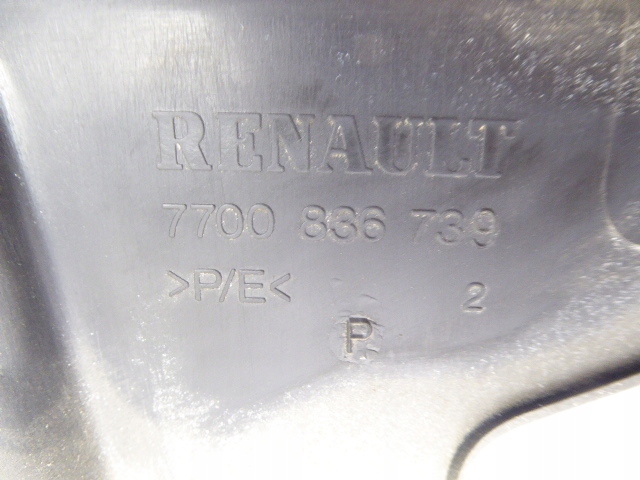 RENAULT
7700 836 739
>P/E< 2
P